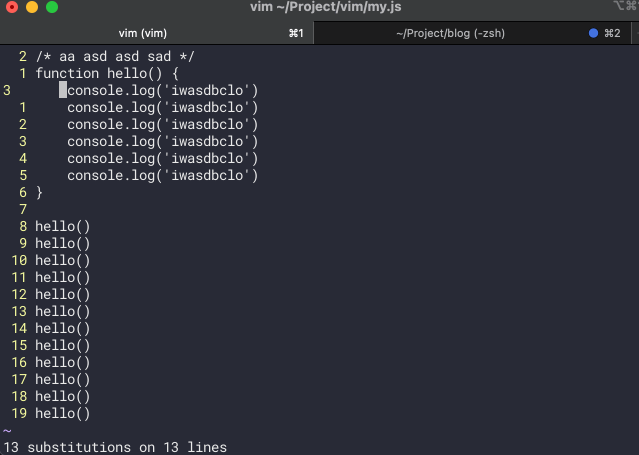 vim ~/Project/vim/my.js
⌥⌘1
vim (vim) ⌘1 ~/Project/blog (-zsh) ⌘2
2 /* aa asd asd sad */
1 function hello() {
3 console.log('iwasdbclo')
1 console.log('iwasdbclo')
2 console.log('iwasdbclo')
3 console.log('iwasdbclo')
4 console.log('iwasdbclo')
5 console.log('iwasdbclo')
6 }
7
8 hello()
9 hello()
10 hello()
11 hello()
12 hello()
13 hello()
14 hello()
15 hello()
16 hello()
17 hello()
18 hello()
19 hello()
~
13 substitutions on 13 lines